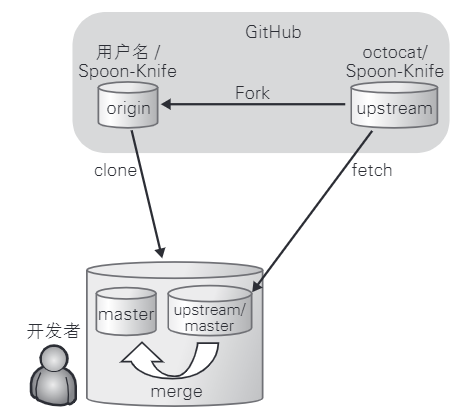 GitHub
用户名 /
Spoon-Knife
octocat/
Spoon-Knife
origin
Fork
upstream
clone
fetch
master
upstream/
master
开发者
merge